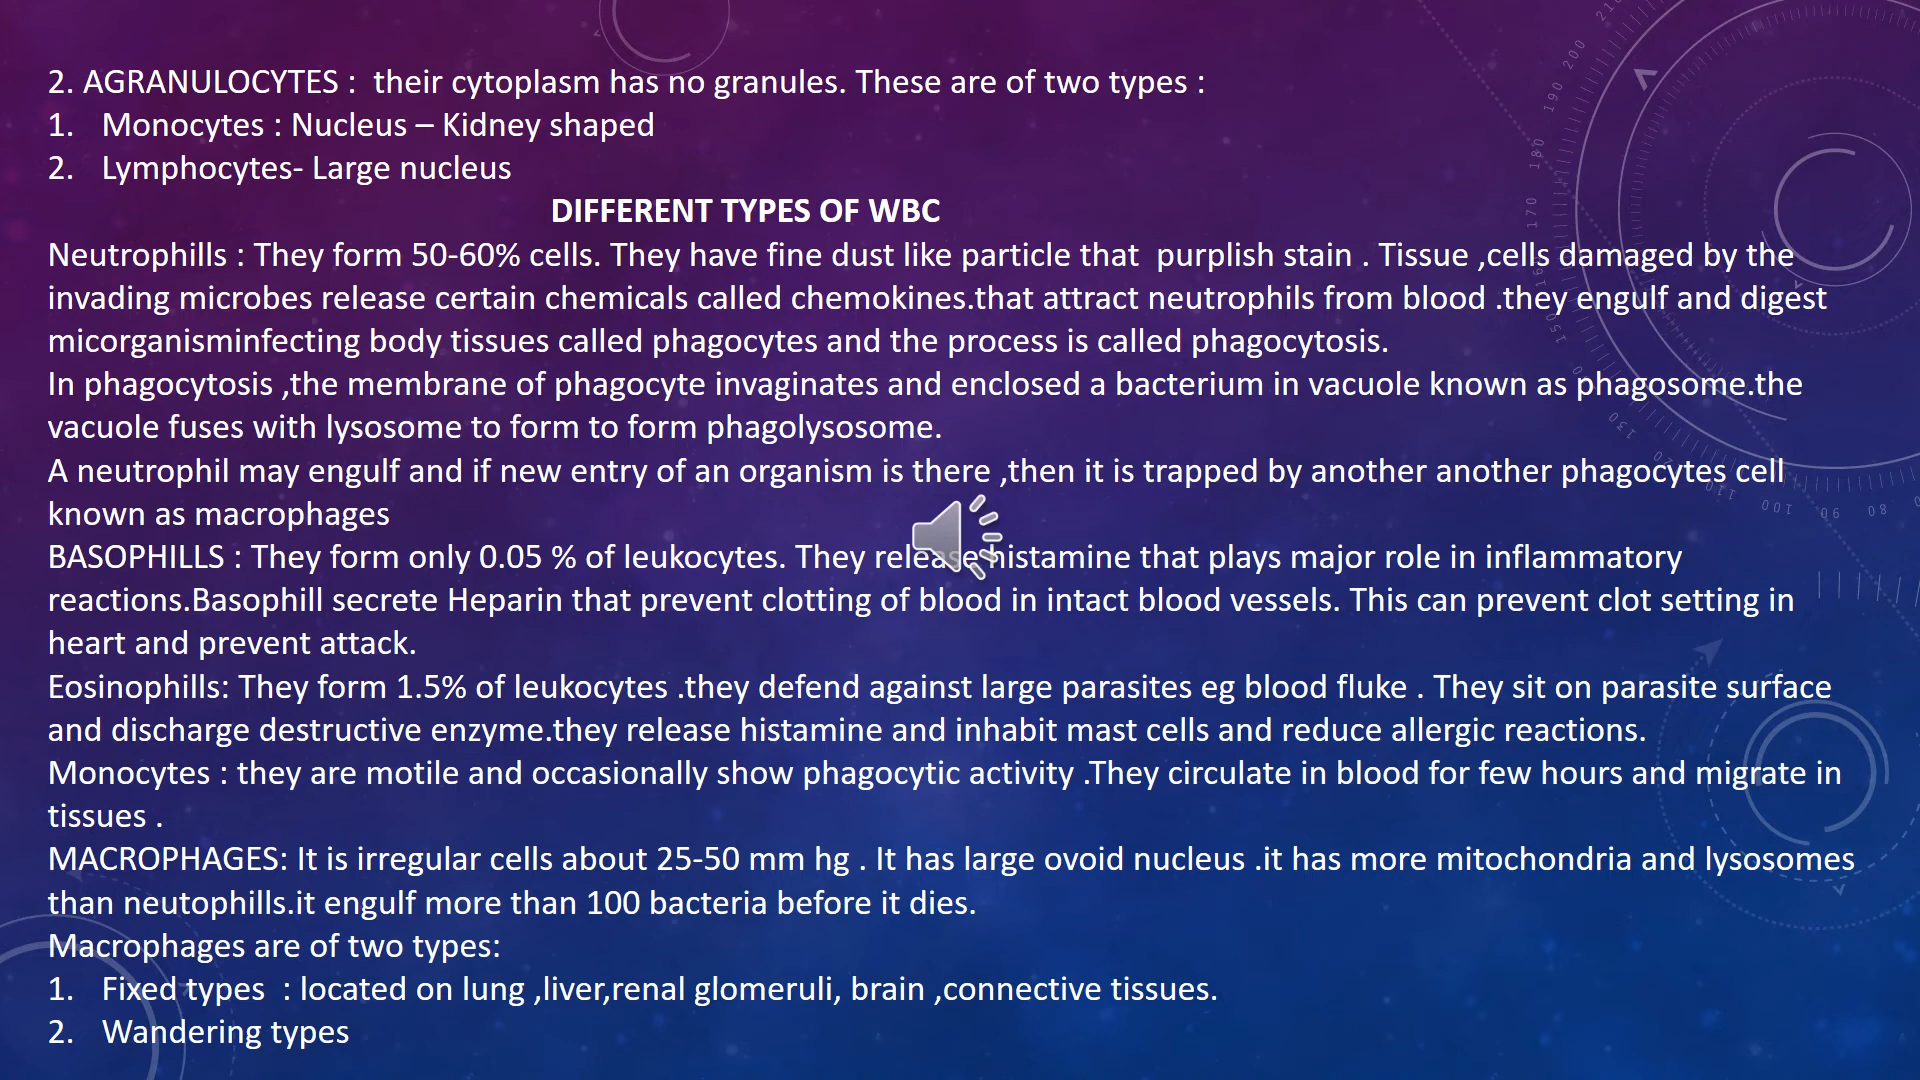 2. AGRANULOCYTES :  their cytoplasm has no granules. These are of two types :
1. Monocytes : Nucleus – Kidney shaped
2. Lymphocytes- Large nucleus
DIFFERENT TYPES OF WBC
Neutrophills : They form 50-60% cells. They have fine dust like particle that  purplish stain . Tissue ,cells damaged by the
invading microbes release certain chemicals called chemokines.that attract neutrophils from blood .they engulf and digest
micorganisminfecting body tissues called phagocytes and the process is called phagocytosis.
In phagocytosis ,the membrane of phagocyte invaginates and enclosed a bacterium in vacuole known as phagosome.the
vacuole fuses with lysosome to form to form phagolysosome.
A neutrophil may engulf and if new entry of an organism is there ,then it is trapped by another another phagocytes cell
known as macrophages
BASOPHILLS : They form only 0.05 % of leukocytes. They release histamine that plays major role in inflammatory
reactions.Basophill secrete Heparin that prevent clotting of blood in intact blood vessels. This can prevent clot setting in
heart and prevent attack.
Eosinophills: They form 1.5% of leukocytes .they defend against large parasites eg blood fluke . They sit on parasite surface
and discharge destructive enzyme.they release histamine and inhabit mast cells and reduce allergic reactions.
Monocytes : they are motile and occasionally show phagocytic activity .They circulate in blood for few hours and migrate in
tissues .
MACROPHAGES: It is irregular cells about 25-50 mm hg . It has large ovoid nucleus .it has more mitochondria and lysosomes
than neutophills.it engulf more than 100 bacteria before it dies.
Macrophages are of two types:
1. Fixed types  : located on lung ,liver,renal glomeruli, brain ,connective tissues.
2. Wandering types